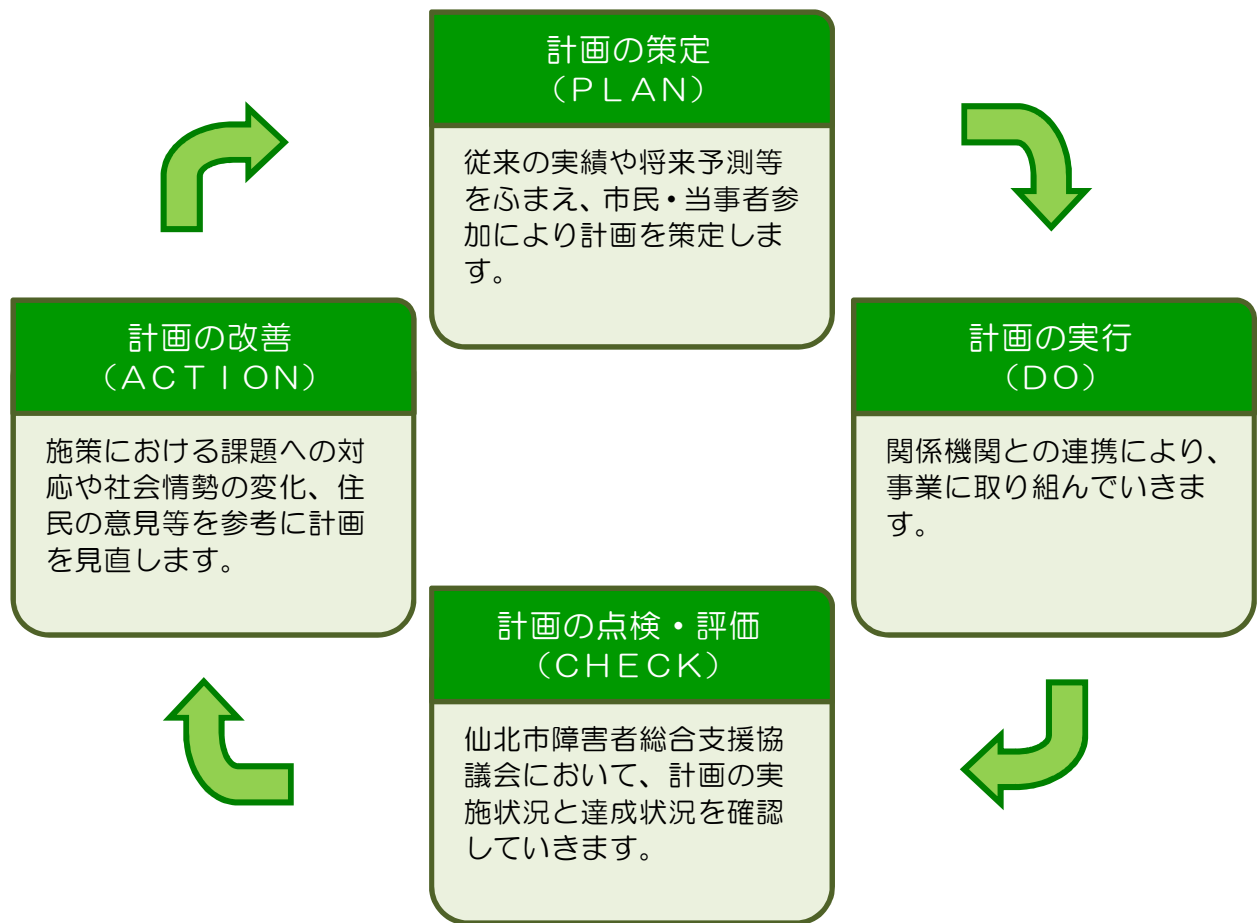 計画の策定
（ＰＬＡＮ）
従来の実績や将来予測等
をふまえ、市民・当事者参
加により計画を策定しま
す。
計画の実行
（ＤＯ）
関係機関との連携により、
事業に取り組んでいきま
す。
計画の点検・評価
（ＣＨＥＣＫ）
仙北市障害者総合支援協
議会において、計画の実
施状況と達成状況を確認
していきます。
計画の改善
（ＡＣＴＩＯＮ）
施策における課題への対
応や社会情勢の変化、住
民の意見等を参考に計画
を見直します。